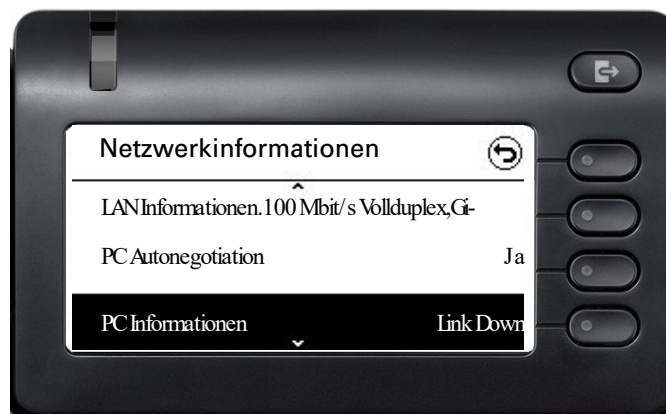 Netzwerkinformationen
LAN Informationen.100 Mbit/s Vollduplex,Gi-
PC Autonegotiation Ja
PC Informationen Link Down